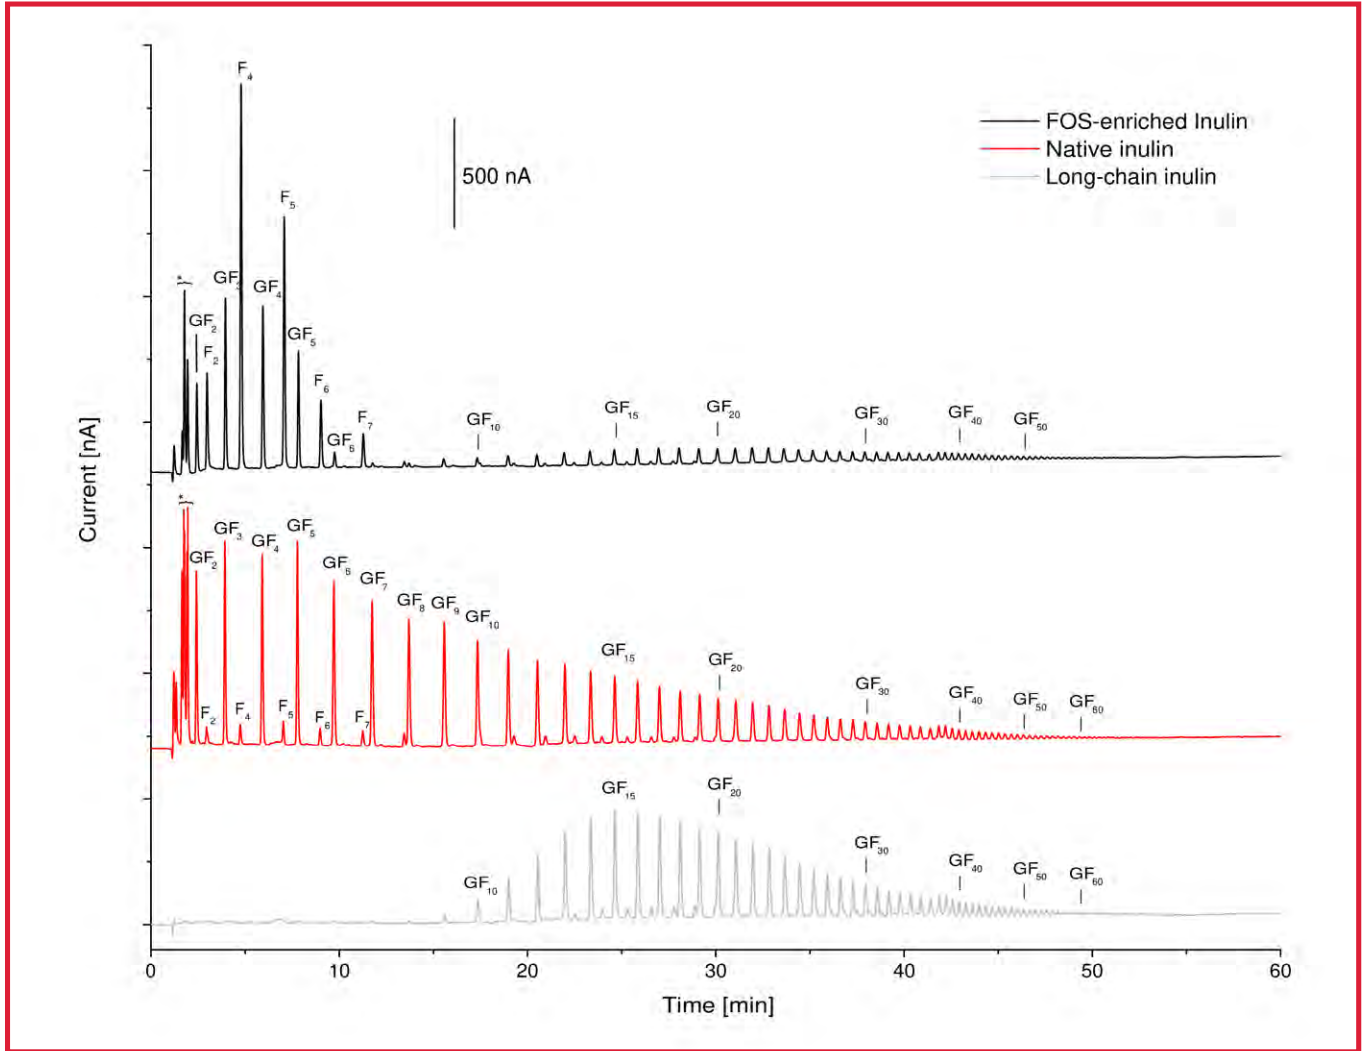 FOS-enriched Inulin
Native inulin
Long-chain inulin
500 nA
Current [nA]
*
GF₂
F₂
GF₃
F₄
GF₄
F₅
GF₅
F₆
GF₆
F₇
GF₁₀
GF₁₅
GF₂₀
GF₃₀
GF₄₀
GF₅₀
*
GF₂
F₂
GF₃
F₄
GF₄
F₅
GF₅
F₆
GF₆
F₇
GF₇
GF₈
GF₉
GF₁₀
GF₁₅
GF₂₀
GF₃₀
GF₄₀
GF₅₀
GF₆₀
GF₁₀
GF₁₅
GF₂₀
GF₃₀
GF₄₀
GF₅₀
GF₆₀
0 10 20 30 40 50 60
Time [min]